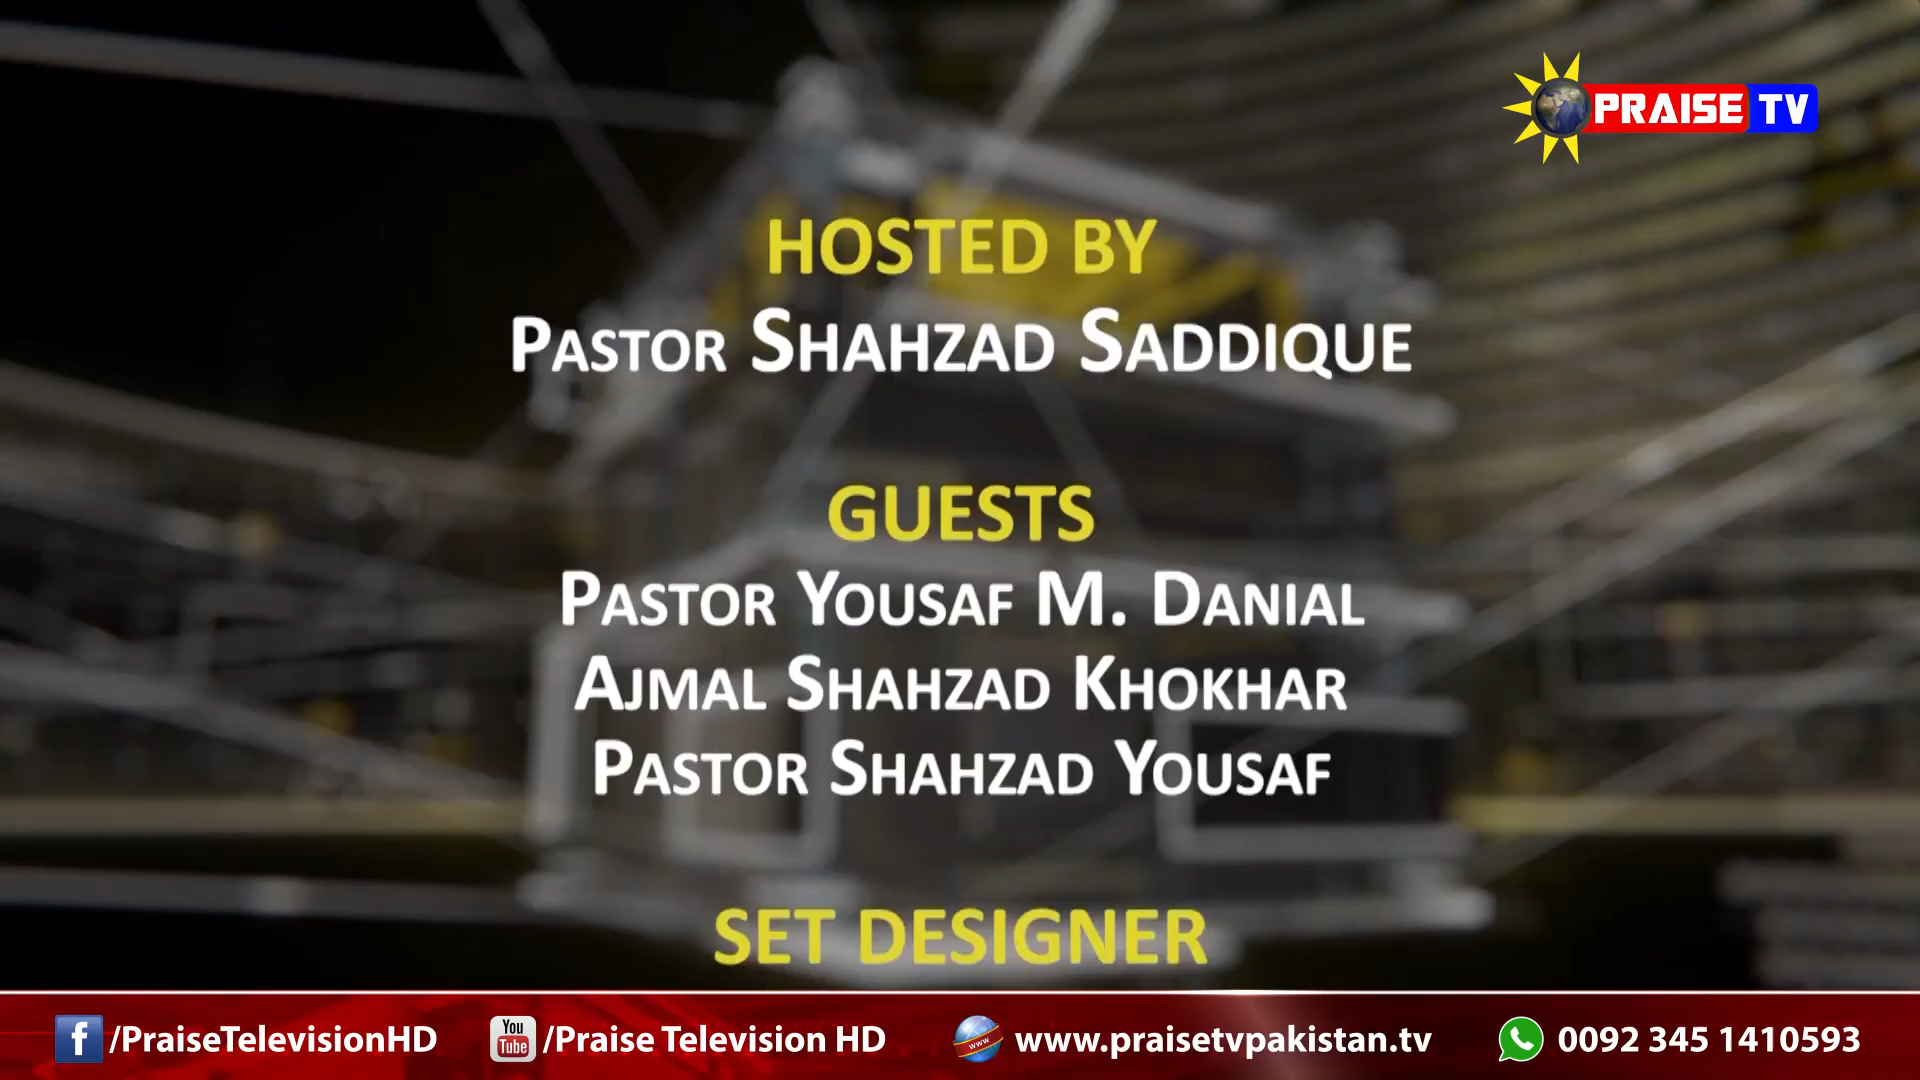 PRAISE TV
HOSTED BY
PASTOR SHAHZAD SADDIQUE
GUESTS
PASTOR YOUSAF M. DANIAL
AJMAL SHAHZAD KHOKHAR
PASTOR SHAHZAD YOUSAF
SET DESIGNER
f /PraiseTelevisionHD You Tube /Praise Television HD www www.praisetvpakistan.tv 0092 345 1410593